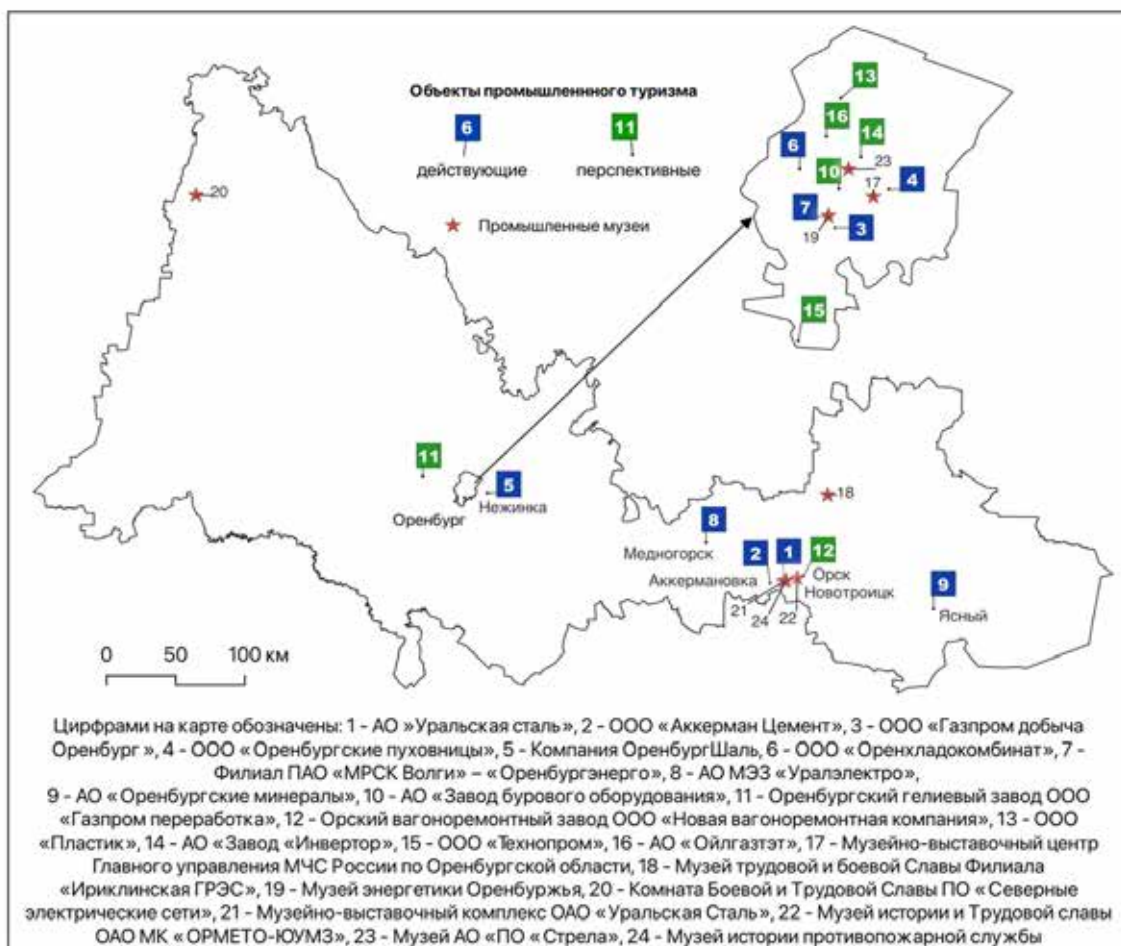 Объекты промышленнного туризма
6
11
действующие
перспективные
Промышленные музеи
13
16
14
6
23
10
17
4
7
3
19
15
20
11
5
Нежинка
Оренбург
18
8
Медногорск
2
1
12
Аккермановка
Орск
Новотроицк
21
24
22
9
Ясный
0 50 100 км
Цирфрами на карте обозначены: 1 - АО »Уральская сталь», 2 - ООО «Аккерман Цемент», 3 - ООО «Газпром добыча
Оренбург», 4 - ООО «Оренбургские пуховницы», 5 - Компания ОренбургШаль, 6 - ООО «Оренхладокомбинат», 7 -
Филиал ПАО «МРСК Волги» – «Оренбургэнерго», 8 - АО МЭЗ «Уралэлектро»,
9 - АО «Оренбургские минералы», 10 - АО «Завод бурового оборудования», 11 - Оренбургский гелиевый завод ООО
«Газпром переработка», 12 - Орский вагоноремонтный завод ООО «Новая вагоноремонтная компания», 13 - ООО
«Пластик», 14 - АО «Завод «Инвертор», 15 - ООО «Технопром», 16 - АО «Ойлгазтэт», 17 - Музейно-выставочный центр
Главного управления МЧС России по Оренбургской области, 18 - Музей трудовой и боевой Славы Филиала
«Ириклинская ГРЭС», 19 - Музей энергетики Оренбуржья, 20 - Комната Боевой и Трудовой Славы ПО «Северные
электрические сети», 21 - Музейно-выставочный комплекс ОАО «Уральская Сталь», 22 - Музей истории и Трудовой славы
ОАО МК «ОРМЕТО-ЮУМЗ», 23 - Музей АО «ПО «Стрела», 24 - Музей истории противопожарной службы